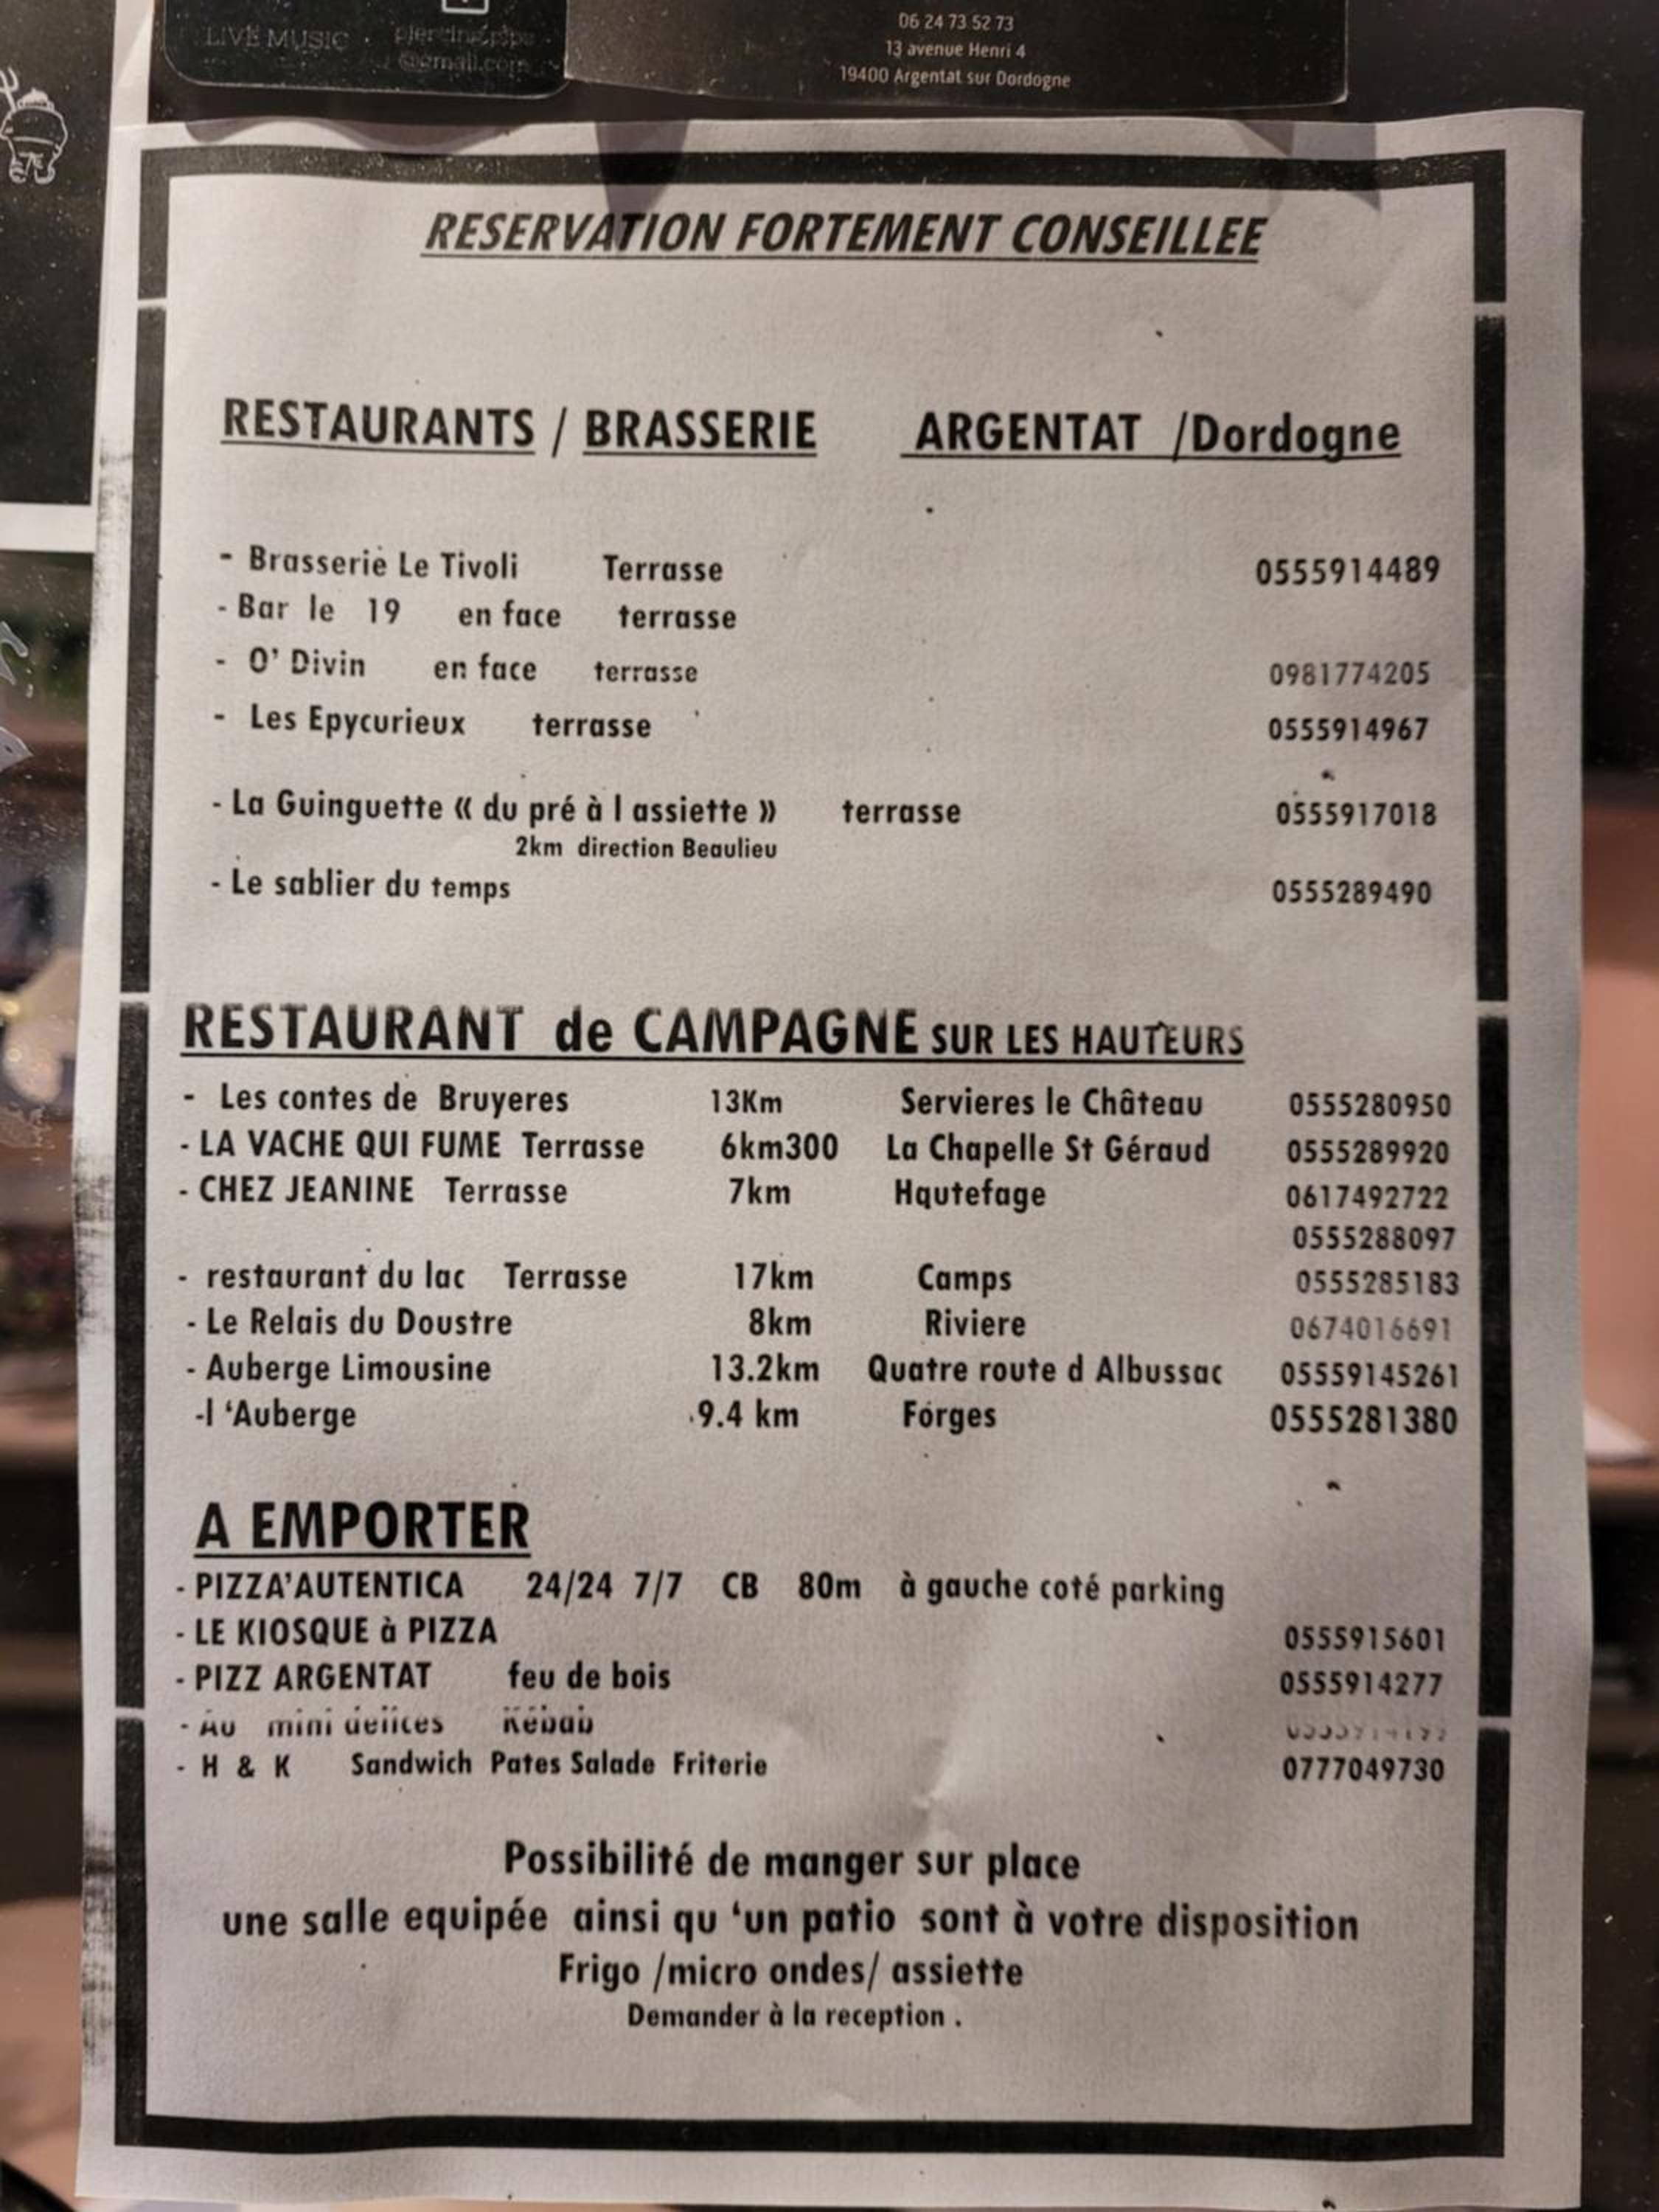 LIVE MUSIC
@gmail.com
06 24 73 52 73
13 avenue Henri 4
19400 Argentat sur Dordogne
RESERVATION FORTEMENT CONSEILLEE
RESTAURANTS / BRASSERIE ARGENTAT /Dordogne
- Brasserie Le Tivoli Terrasse 0555914489
- Bar le 19 en face terrasse
- O' Divin en face terrasse 0981774205
- Les Epycurieux terrasse 0555914967
- La Guinguette « du pré à l assiette » terrasse 0555917018
2km direction Beaulieu
- Le sablier du temps 0555289490
RESTAURANT de CAMPAGNE SUR LES HAUTEURS
- Les contes de Bruyeres 13Km Servieres le Château 0555280950
- LA VACHE QUI FUME Terrasse 6km300 La Chapelle St Géraud 0555289920
- CHEZ JEANINE Terrasse 7km Hqutefage 0617492722
0555288097
- restaurant du lac Terrasse 17km Camps 0555285183
- Le Relais du Doustre 8km Riviere 0674016691
- Auberge Limousine 13.2km Quatre route d Albussac 05559145261
-l 'Auberge 9.4 km Forges 0555281380
A EMPORTER
- PIZZA'AUTENTICA 24/24 7/7 CB 80m à gauche coté parking
- LE KIOSQUE à PIZZA 0555915601
- PIZZ ARGENTAT feu de bois 0555914277
- Au mini delices Kébab
- H & K Sandwich Pates Salade Friterie 0777049730
Possibilité de manger sur place
une salle equipée ainsi qu 'un patio sont à votre disposition
Frigo /micro ondes/ assiette
Demander à la reception .